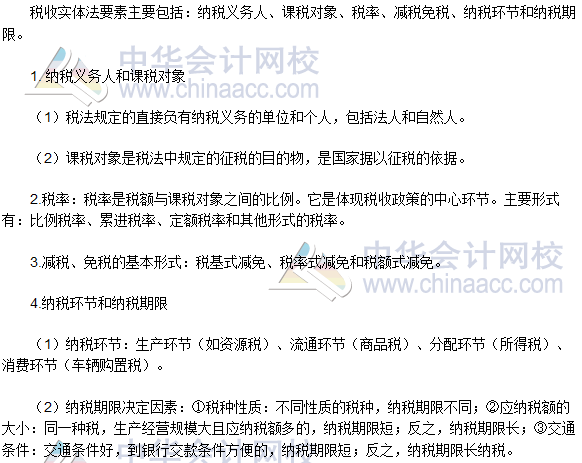 税收实体法要素主要包括：纳税义务人、课税对象、税率、减税免税、纳税环节和纳税期
限。
1. 纳税义务人和课税对象
（1）税法规定的直接负有纳税义务的单位和个人，包括法人和自然人。
（2）课税对象是税法中规定的征税的目的物，是国家据以征税的依据。
2.税率：税率是税额与课税对象之间的比例。它是体现税收政策的中心环节。主要形式
有：比例税率、累进税率、定额税率和其他形式的税率。
3.减税、免税的基本形式：税基式减免、税率式减免和税额式减免。
4.纳税环节和纳税期限
（1）纳税环节：生产环节（如资源税）、流通环节（商品税）、分配环节（所得税）、
消费环节（车辆购置税）。
（2）纳税期限决定因素：①税种性质：不同性质的税种，纳税期限不同；②应纳税额的
大小：同一种税，生产经营规模大且应纳税额多的，纳税期限短；反之，纳税期限长；③交通
条件：交通条件好，到银行交款条件方便的，纳税期限短；反之，纳税期限长纳税。
中华会计网校
www.chinaacc.com
中华会计网校
www.chinaacc.com
中华会计网校